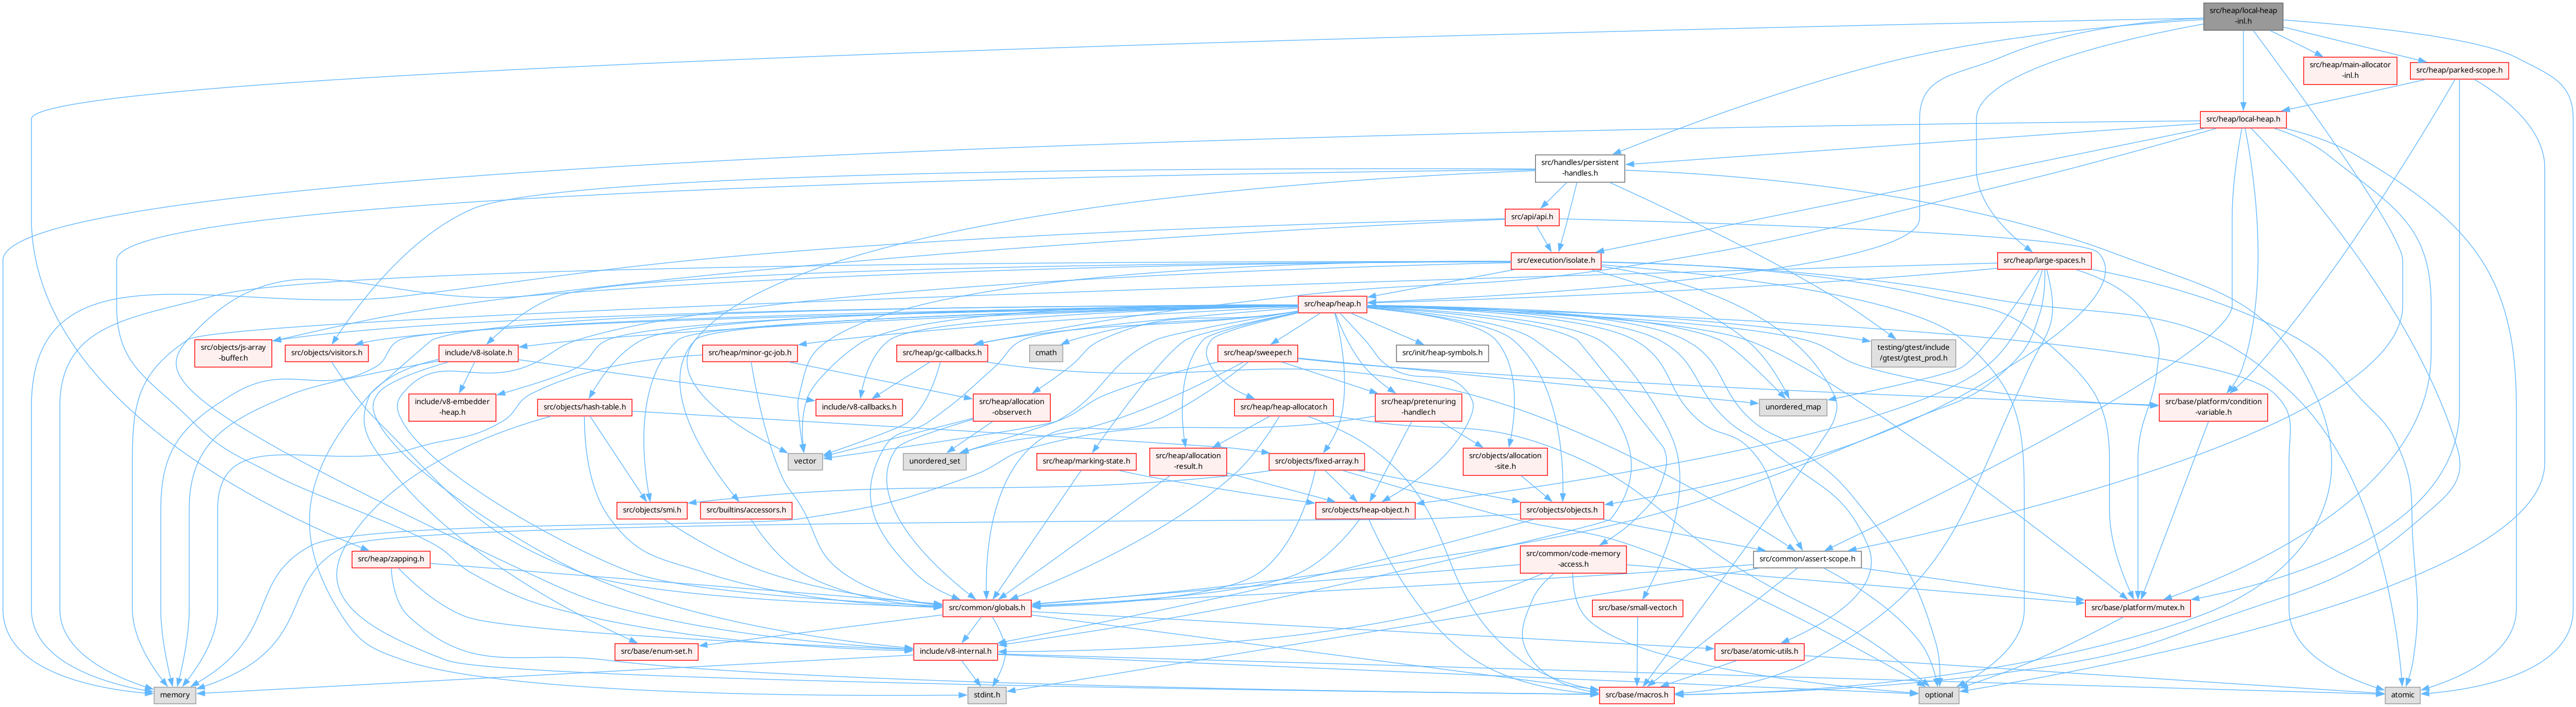 src/heap/local-heap
-inl.h
src/heap/main-allocator
-inl.h
src/heap/parked-scope.h
src/heap/local-heap.h
src/handles/persistent
-handles.h
src/api/api.h
src/execution/isolate.h
src/heap/large-spaces.h
src/heap/heap.h
src/objects/js-array
-buffer.h
src/objects/visitors.h
include/v8-isolate.h
src/heap/minor-gc-job.h
src/heap/gc-callbacks.h
cmath
src/heap/sweeper.h
src/init/heap-symbols.h
testing/gtest/include
/gtest/gtest_prod.h
include/v8-embedder
-heap.h
src/objects/hash-table.h
include/v8-callbacks.h
src/heap/allocation
-observer.h
src/heap/heap-allocator.h
src/heap/pretenuring
-handler.h
unordered_map
src/base/platform/condition
-variable.h
vector
unordered_set
src/heap/marking-state.h
src/heap/allocation
-result.h
src/objects/fixed-array.h
src/objects/allocation
-site.h
src/objects/smi.h
src/builtins/accessors.h
src/objects/heap-object.h
src/objects/objects.h
src/heap/zapping.h
src/common/code-memory
-access.h
src/common/assert-scope.h
src/common/globals.h
src/base/small-vector.h
src/base/platform/mutex.h
src/base/enum-set.h
include/v8-internal.h
src/base/atomic-utils.h
memory
stdint.h
src/base/macros.h
optional
atomic